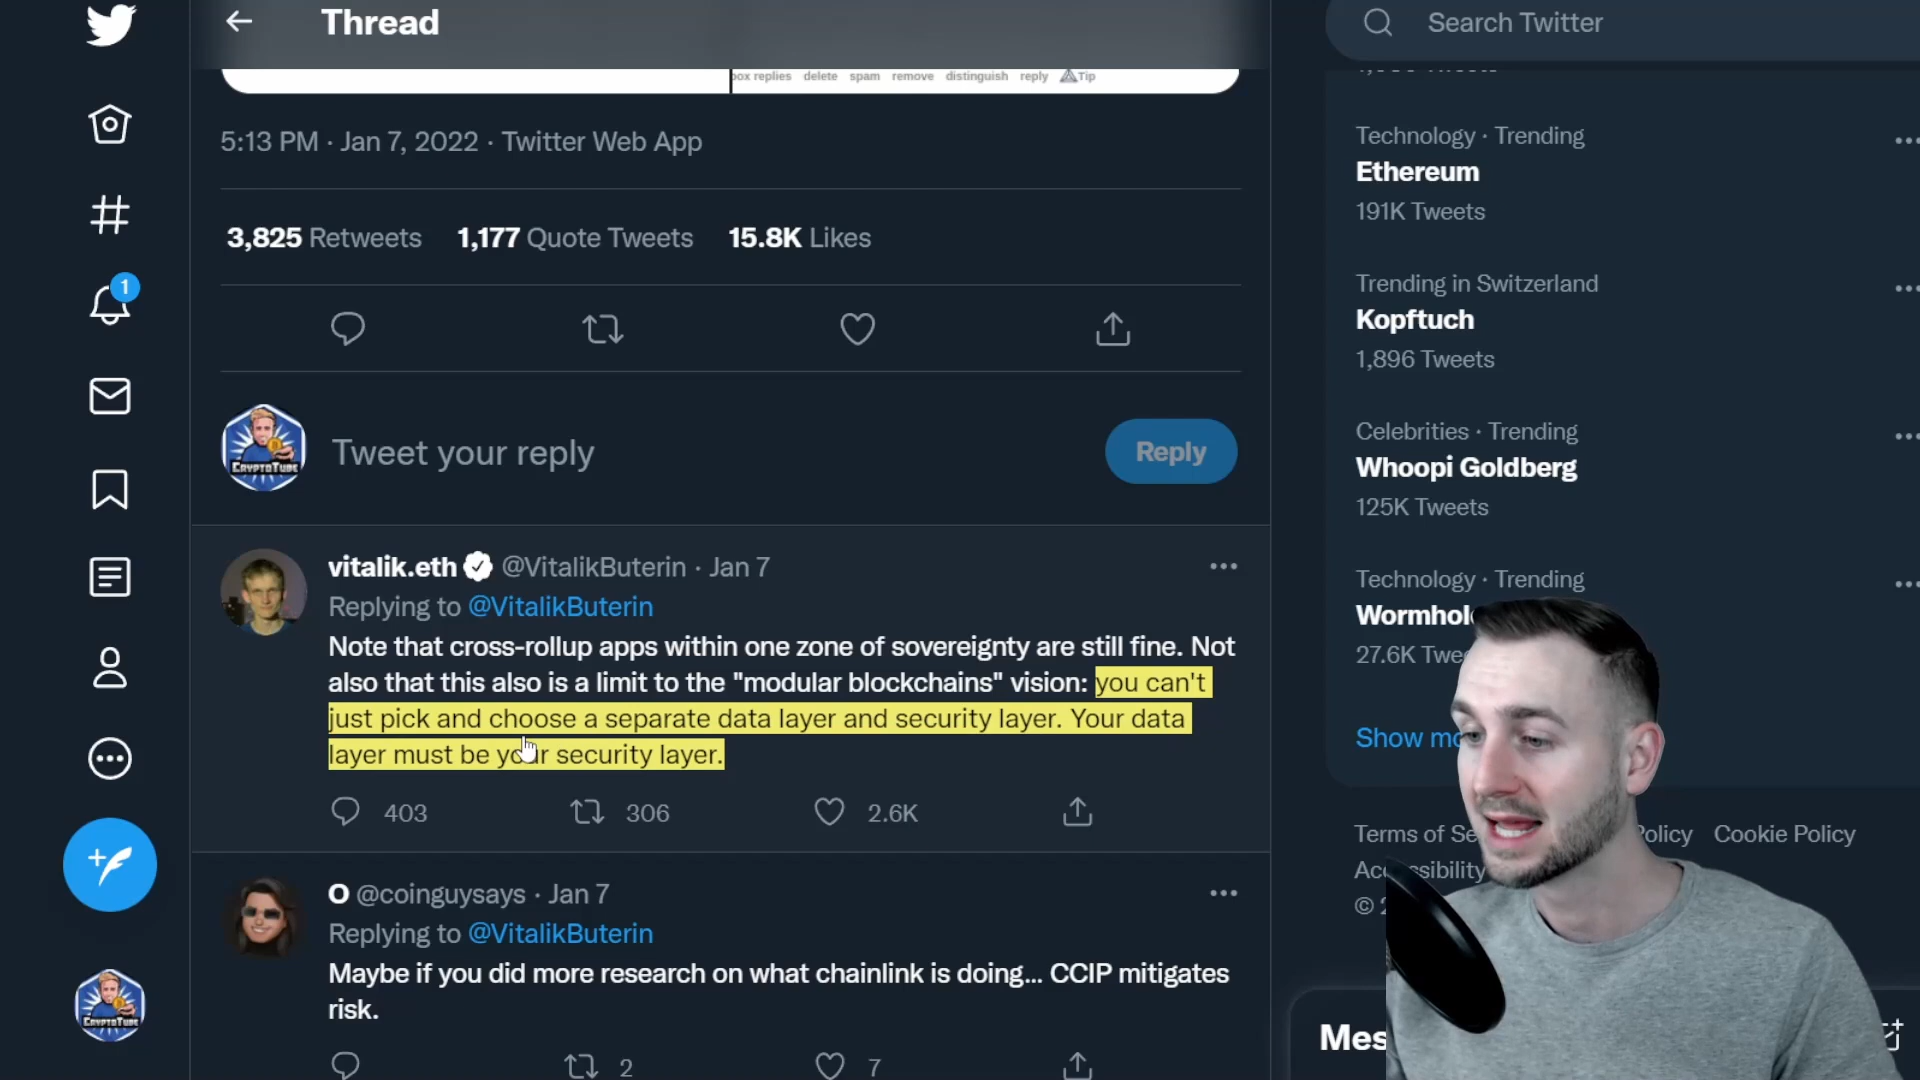 Thread
Search Twitter
box replies delete spam remove distinguish reply Tip
5:13 PM · Jan 7, 2022 · Twitter Web App
3,825 Retweets 1,177 Quote Tweets 15.8K Likes
1
CRYPTOTUBE
Tweet your reply
Reply
vitalik.eth @VitalikButerin · Jan 7
Replying to @VitalikButerin
Note that cross-rollup apps within one zone of sovereignty are still fine. Not
also that this also is a limit to the "modular blockchains" vision: you can't
just pick and choose a separate data layer and security layer. Your data
layer must be your security layer.
403 306 2.6K
O @coinguysays · Jan 7
Replying to @VitalikButerin
Maybe if you did more research on what chainlink is doing... CCIP mitigates
risk.
2 7
CRYPTOTUBE
Technology · Trending
Ethereum
191K Tweets
Trending in Switzerland
Kopftuch
1,896 Tweets
Celebrities · Trending
Whoopi Goldberg
125K Tweets
Technology · Trending
Wormhol
27.6K Twe
Show mo
Terms of Se Policy Cookie Policy
Accessibility
©
Mes